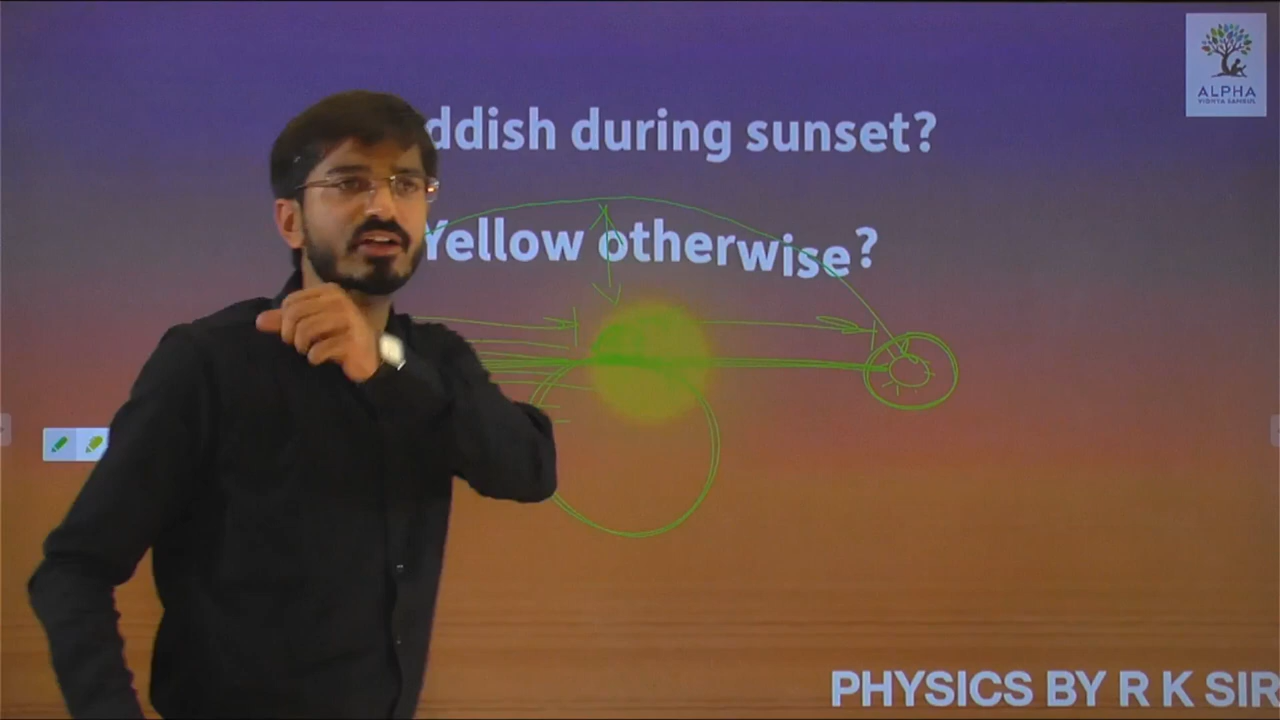 ALPHA
VIDHYA SANKUL
ddish during sunset?
Yellow otherwise?
PHYSICS BY R K SIR